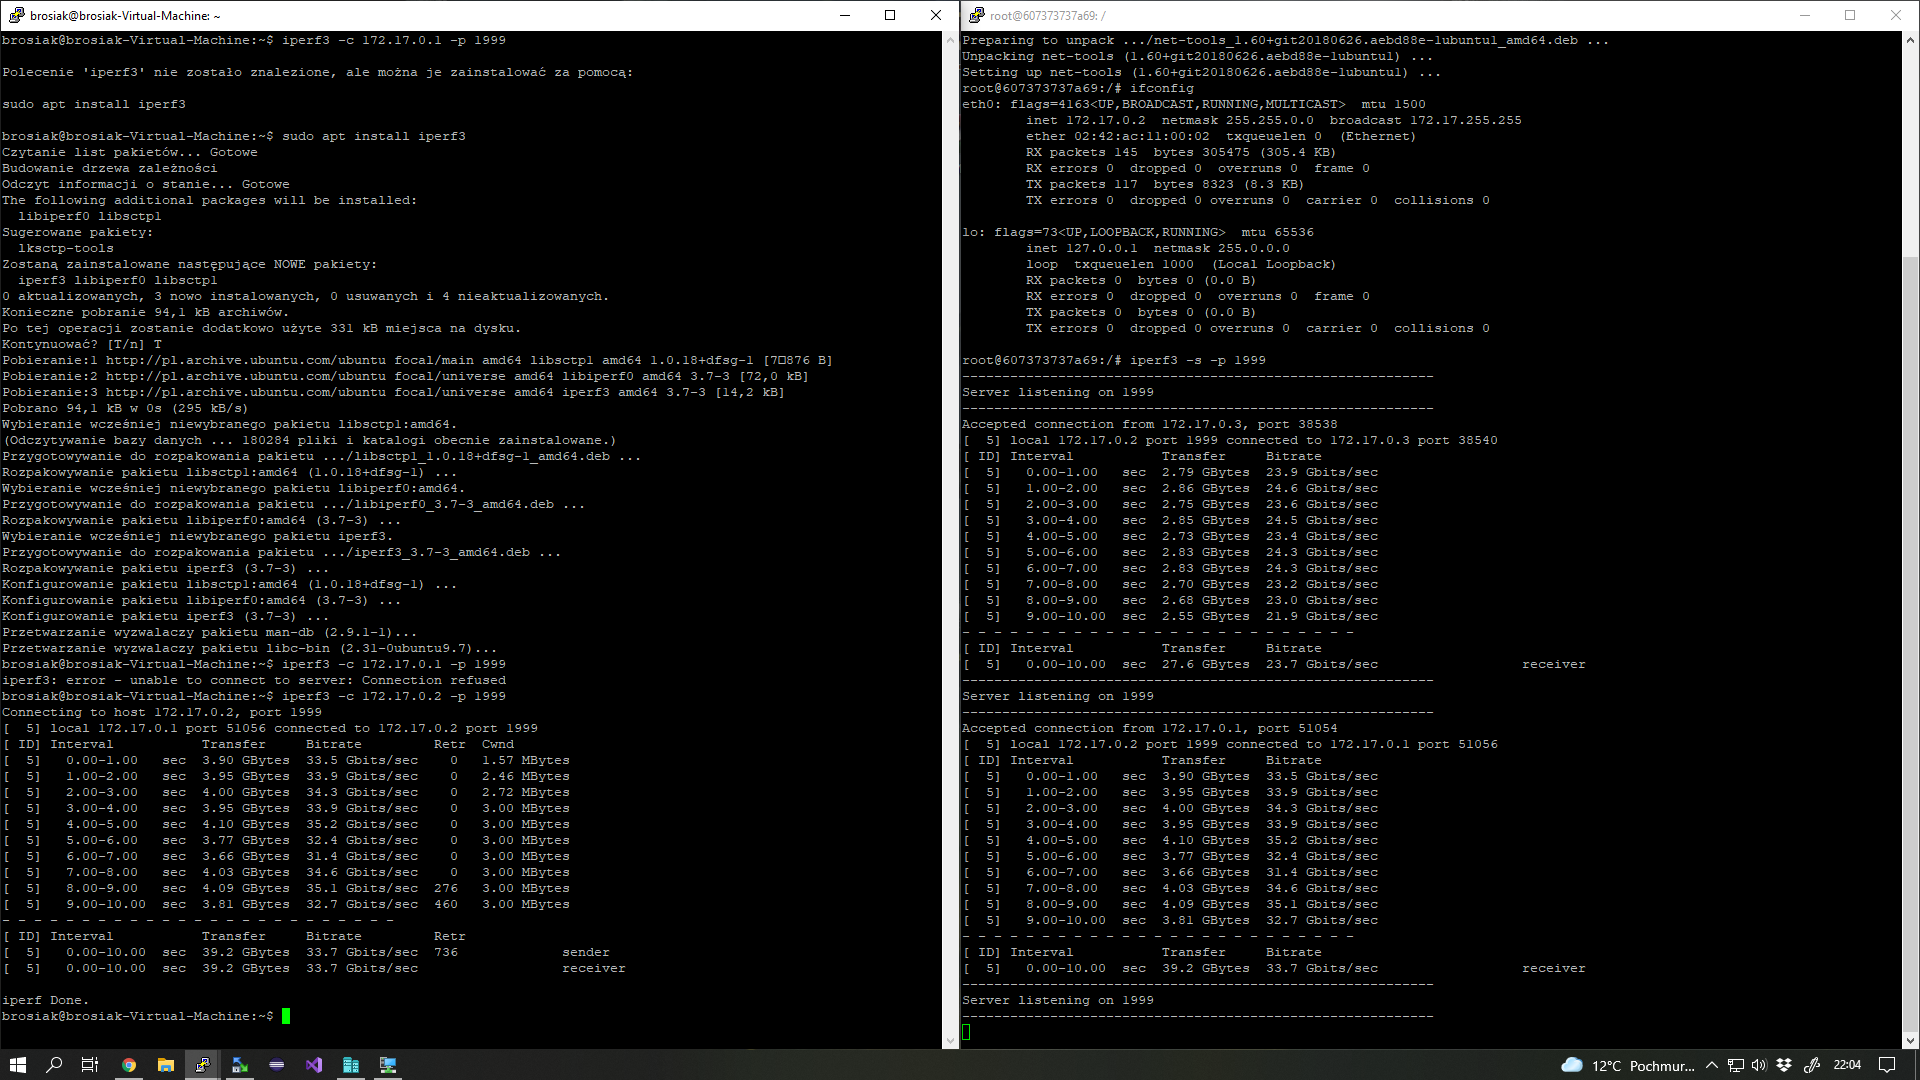 brosiak@brosiak-Virtual-Machine: ~
brosiak@brosiak-Virtual-Machine:~$ iperf3 -c 172.17.0.1 -p 1999
Polecenie 'iperf3' nie zostało znalezione, ale można je zainstalować za pomocą:
sudo apt install iperf3
brosiak@brosiak-Virtual-Machine:~$ sudo apt install iperf3
Czytanie list pakietów... Gotowe
Budowanie drzewa zależności
Odczyt informacji o stanie... Gotowe
The following additional packages will be installed:
  libiperf0 libsctp1
Sugerowane pakiety:
  lksctp-tools
Zostaną zainstalowane następujące NOWE pakiety:
  iperf3 libiperf0 libsctp1
0 aktualizowanych, 3 nowo instalowanych, 0 usuwanych i 4 nieaktualizowanych.
Konieczne pobranie 94,1 kB archiwów.
Po tej operacji zostanie dodatkowo użyte 331 kB miejsca na dysku.
Kontynuować? [T/n] T
Pobieranie:1 http://pl.archive.ubuntu.com/ubuntu focal/main amd64 libsctp1 amd64 1.0.18+dfsg-1 [7□876 B]
Pobieranie:2 http://pl.archive.ubuntu.com/ubuntu focal/universe amd64 libiperf0 amd64 3.7-3 [72,0 kB]
Pobieranie:3 http://pl.archive.ubuntu.com/ubuntu focal/universe amd64 iperf3 amd64 3.7-3 [14,2 kB]
Pobrano 94,1 kB w 0s (295 kB/s)
Wybieranie wcześniej niewybranego pakietu libsctp1:amd64.
(Odczytywanie bazy danych ... 180284 pliki i katalogi obecnie zainstalowane.)
Przygotowywanie do rozpakowania pakietu .../libsctp1_1.0.18+dfsg-1_amd64.deb ...
Rozpakowywanie pakietu libsctp1:amd64 (1.0.18+dfsg-1) ...
Wybieranie wcześniej niewybranego pakietu libiperf0:amd64.
Przygotowywanie do rozpakowania pakietu .../libiperf0_3.7-3_amd64.deb ...
Rozpakowywanie pakietu libiperf0:amd64 (3.7-3) ...
Wybieranie wcześniej niewybranego pakietu iperf3.
Przygotowywanie do rozpakowania pakietu .../iperf3_3.7-3_amd64.deb ...
Rozpakowywanie pakietu iperf3 (3.7-3) ...
Konfigurowanie pakietu libsctp1:amd64 (1.0.18+dfsg-1) ...
Konfigurowanie pakietu libiperf0:amd64 (3.7-3) ...
Konfigurowanie pakietu iperf3 (3.7-3) ...
Przetwarzanie wyzwalaczy pakietu man-db (2.9.1-1)...
Przetwarzanie wyzwalaczy pakietu libc-bin (2.31-0ubuntu9.7)...
brosiak@brosiak-Virtual-Machine:~$ iperf3 -c 172.17.0.1 -p 1999
iperf3: error - unable to connect to server: Connection refused
brosiak@brosiak-Virtual-Machine:~$ iperf3 -c 172.17.0.2 -p 1999
Connecting to host 172.17.0.2, port 1999
[  5] local 172.17.0.1 port 51056 connected to 172.17.0.2 port 1999
[ ID] Interval           Transfer     Bitrate         Retr  Cwnd
[  5]   0.00-1.00   sec  3.90 GBytes  33.5 Gbits/sec    0   1.57 MBytes
[  5]   1.00-2.00   sec  3.95 GBytes  33.9 Gbits/sec    0   2.46 MBytes
[  5]   2.00-3.00   sec  4.00 GBytes  34.3 Gbits/sec    0   2.72 MBytes
[  5]   3.00-4.00   sec  3.95 GBytes  33.9 Gbits/sec    0   3.00 MBytes
[  5]   4.00-5.00   sec  4.10 GBytes  35.2 Gbits/sec    0   3.00 MBytes
[  5]   5.00-6.00   sec  3.77 GBytes  32.4 Gbits/sec    0   3.00 MBytes
[  5]   6.00-7.00   sec  3.66 GBytes  31.4 Gbits/sec    0   3.00 MBytes
[  5]   7.00-8.00   sec  4.03 GBytes  34.6 Gbits/sec    0   3.00 MBytes
[  5]   8.00-9.00   sec  4.09 GBytes  35.1 Gbits/sec  276   3.00 MBytes
[  5]   9.00-10.00  sec  3.81 GBytes  32.7 Gbits/sec  460   3.00 MBytes
- - - - - - - - - - - - - - - - - - - - - - - - -
[ ID] Interval           Transfer     Bitrate         Retr
[  5]   0.00-10.00  sec  39.2 GBytes  33.7 Gbits/sec  736             sender
[  5]   0.00-10.00  sec  39.2 GBytes  33.7 Gbits/sec                  receiver
iperf Done.
brosiak@brosiak-Virtual-Machine:~$
root@607373737a69: /
Preparing to unpack .../net-tools_1.60+git20180626.aebd88e-1ubuntu1_amd64.deb ...
Unpacking net-tools (1.60+git20180626.aebd88e-1ubuntu1) ...
Setting up net-tools (1.60+git20180626.aebd88e-1ubuntu1) ...
root@607373737a69:/# ifconfig
eth0: flags=4163<UP,BROADCAST,RUNNING,MULTICAST>  mtu 1500
        inet 172.17.0.2  netmask 255.255.0.0  broadcast 172.17.255.255
        ether 02:42:ac:11:00:02  txqueuelen 0  (Ethernet)
        RX packets 145  bytes 305475 (305.4 KB)
        RX errors 0  dropped 0  overruns 0  frame 0
        TX packets 117  bytes 8323 (8.3 KB)
        TX errors 0  dropped 0 overruns 0  carrier 0  collisions 0
lo: flags=73<UP,LOOPBACK,RUNNING>  mtu 65536
        inet 127.0.0.1  netmask 255.0.0.0
        loop  txqueuelen 1000  (Local Loopback)
        RX packets 0  bytes 0 (0.0 B)
        RX errors 0  dropped 0  overruns 0  frame 0
        TX packets 0  bytes 0 (0.0 B)
        TX errors 0  dropped 0 overruns 0  carrier 0  collisions 0
root@607373737a69:/# iperf3 -s -p 1999
-----------------------------------------------------------
Server listening on 1999
-----------------------------------------------------------
Accepted connection from 172.17.0.3, port 38538
[  5] local 172.17.0.2 port 1999 connected to 172.17.0.3 port 38540
[ ID] Interval           Transfer     Bitrate
[  5]   0.00-1.00   sec  2.79 GBytes  23.9 Gbits/sec
[  5]   1.00-2.00   sec  2.86 GBytes  24.6 Gbits/sec
[  5]   2.00-3.00   sec  2.75 GBytes  23.6 Gbits/sec
[  5]   3.00-4.00   sec  2.85 GBytes  24.5 Gbits/sec
[  5]   4.00-5.00   sec  2.73 GBytes  23.4 Gbits/sec
[  5]   5.00-6.00   sec  2.83 GBytes  24.3 Gbits/sec
[  5]   6.00-7.00   sec  2.83 GBytes  24.3 Gbits/sec
[  5]   7.00-8.00   sec  2.70 GBytes  23.2 Gbits/sec
[  5]   8.00-9.00   sec  2.68 GBytes  23.0 Gbits/sec
[  5]   9.00-10.00  sec  2.55 GBytes  21.9 Gbits/sec
- - - - - - - - - - - - - - - - - - - - - - - - -
[ ID] Interval           Transfer     Bitrate
[  5]   0.00-10.00  sec  27.6 GBytes  23.7 Gbits/sec                  receiver
-----------------------------------------------------------
Server listening on 1999
-----------------------------------------------------------
Accepted connection from 172.17.0.1, port 51054
[  5] local 172.17.0.2 port 1999 connected to 172.17.0.1 port 51056
[ ID] Interval           Transfer     Bitrate
[  5]   0.00-1.00   sec  3.90 GBytes  33.5 Gbits/sec
[  5]   1.00-2.00   sec  3.95 GBytes  33.9 Gbits/sec
[  5]   2.00-3.00   sec  4.00 GBytes  34.3 Gbits/sec
[  5]   3.00-4.00   sec  3.95 GBytes  33.9 Gbits/sec
[  5]   4.00-5.00   sec  4.10 GBytes  35.2 Gbits/sec
[  5]   5.00-6.00   sec  3.77 GBytes  32.4 Gbits/sec
[  5]   6.00-7.00   sec  3.66 GBytes  31.4 Gbits/sec
[  5]   7.00-8.00   sec  4.03 GBytes  34.6 Gbits/sec
[  5]   8.00-9.00   sec  4.09 GBytes  35.1 Gbits/sec
[  5]   9.00-10.00  sec  3.81 GBytes  32.7 Gbits/sec
- - - - - - - - - - - - - - - - - - - - - - - - -
[ ID] Interval           Transfer     Bitrate
[  5]   0.00-10.00  sec  39.2 GBytes  33.7 Gbits/sec                  receiver
-----------------------------------------------------------
Server listening on 1999
-----------------------------------------------------------
12°C Pochmur... 22:04